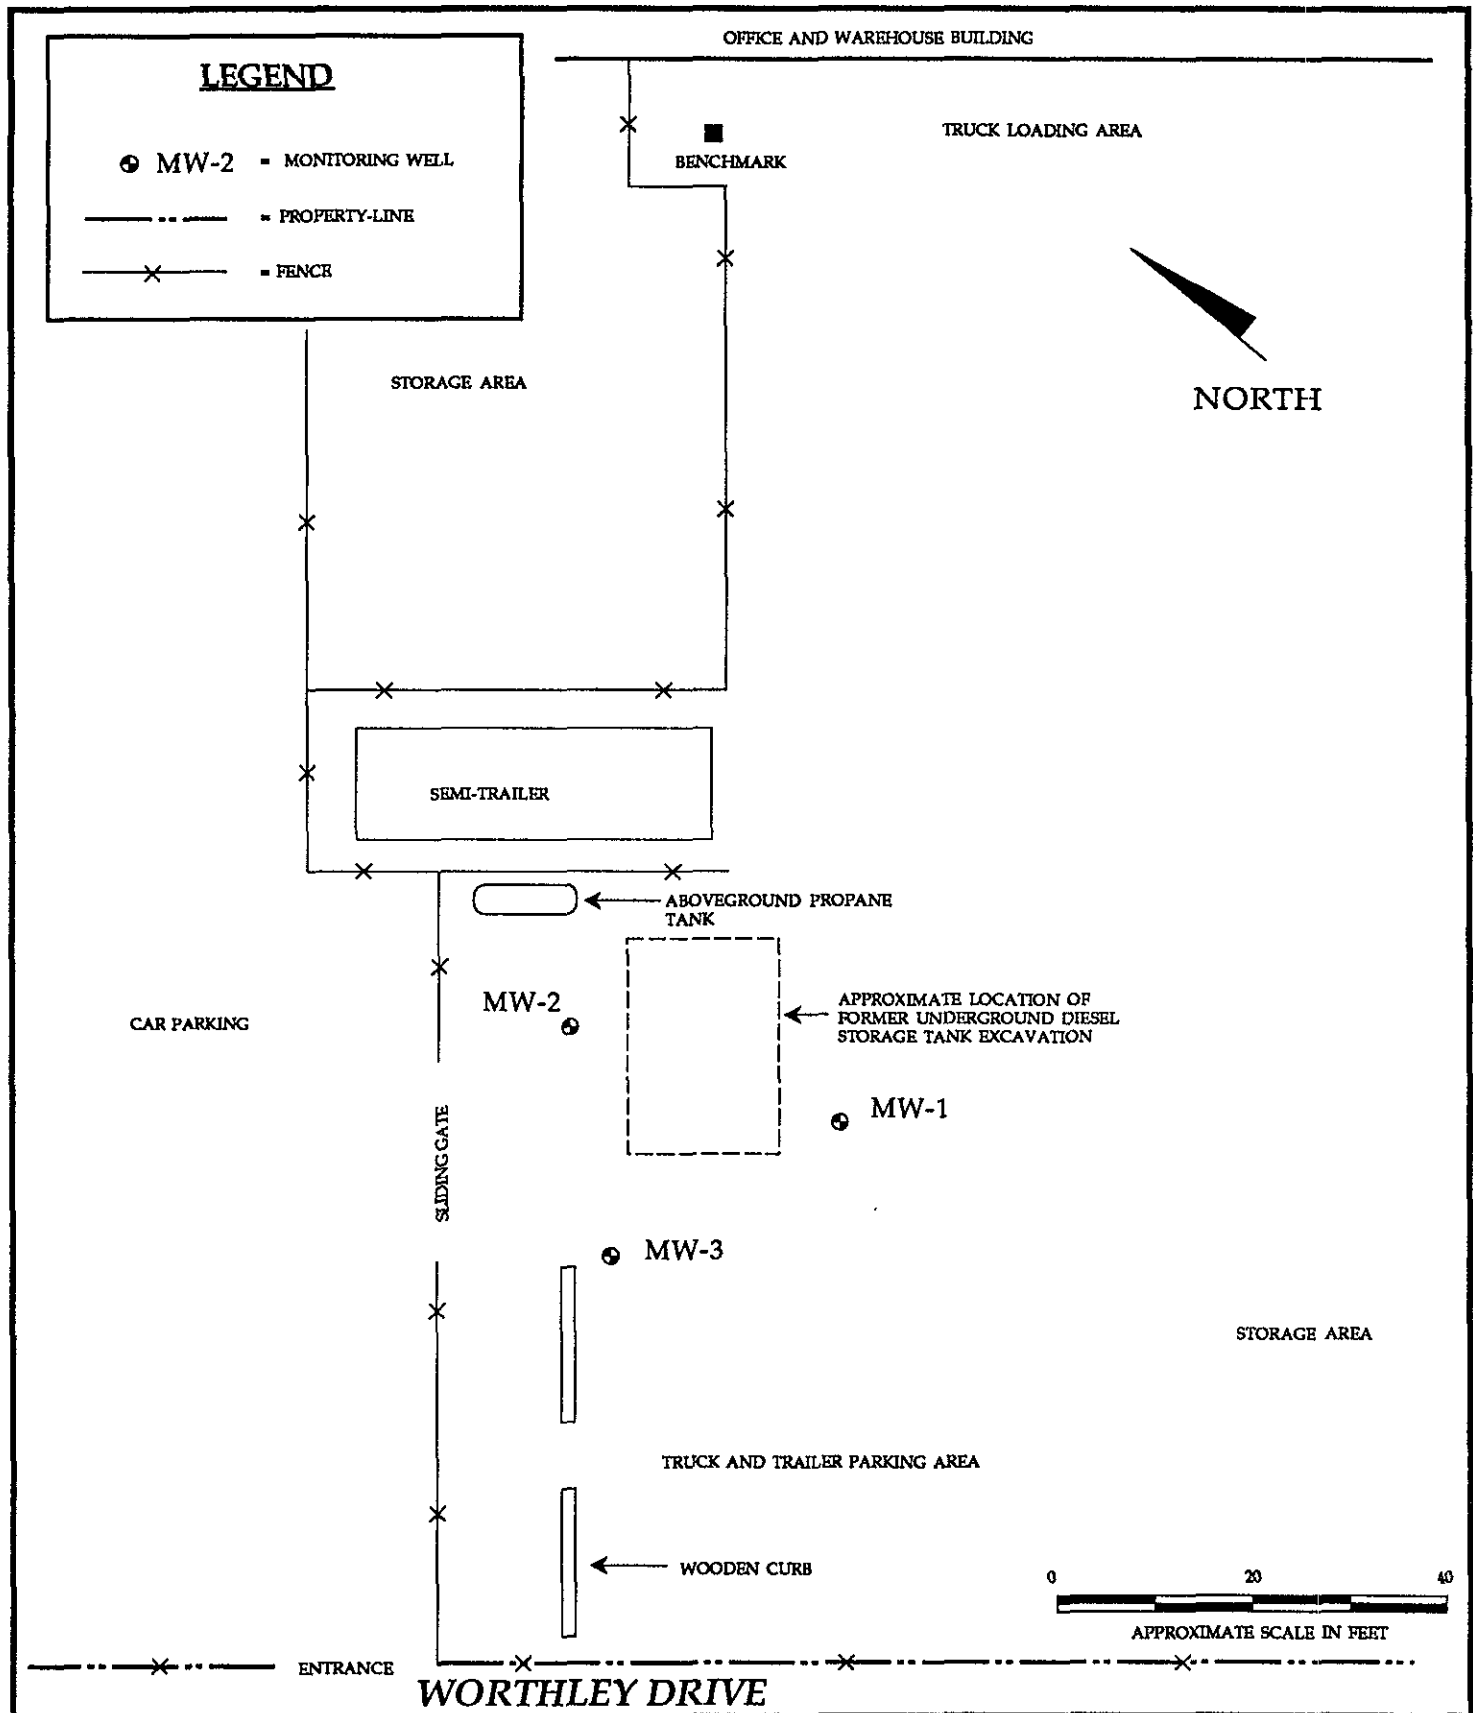 OFFICE AND WAREHOUSE BUILDING
LEGEND
MW-2 = MONITORING WELL
= PROPERTY-LINE
= FENCE
BENCHMARK
TRUCK LOADING AREA
NORTH
STORAGE AREA
SEMI-TRAILER
ABOVEGROUND PROPANE
TANK
MW-2
APPROXIMATE LOCATION OF
FORMER UNDERGROUND DIESEL
STORAGE TANK EXCAVATION
CAR PARKING
MW-1
SLIDING GATE
MW-3
STORAGE AREA
TRUCK AND TRAILER PARKING AREA
WOODEN CURB
0 20 40
APPROXIMATE SCALE IN FEET
ENTRANCE
WORTHLEY DRIVE